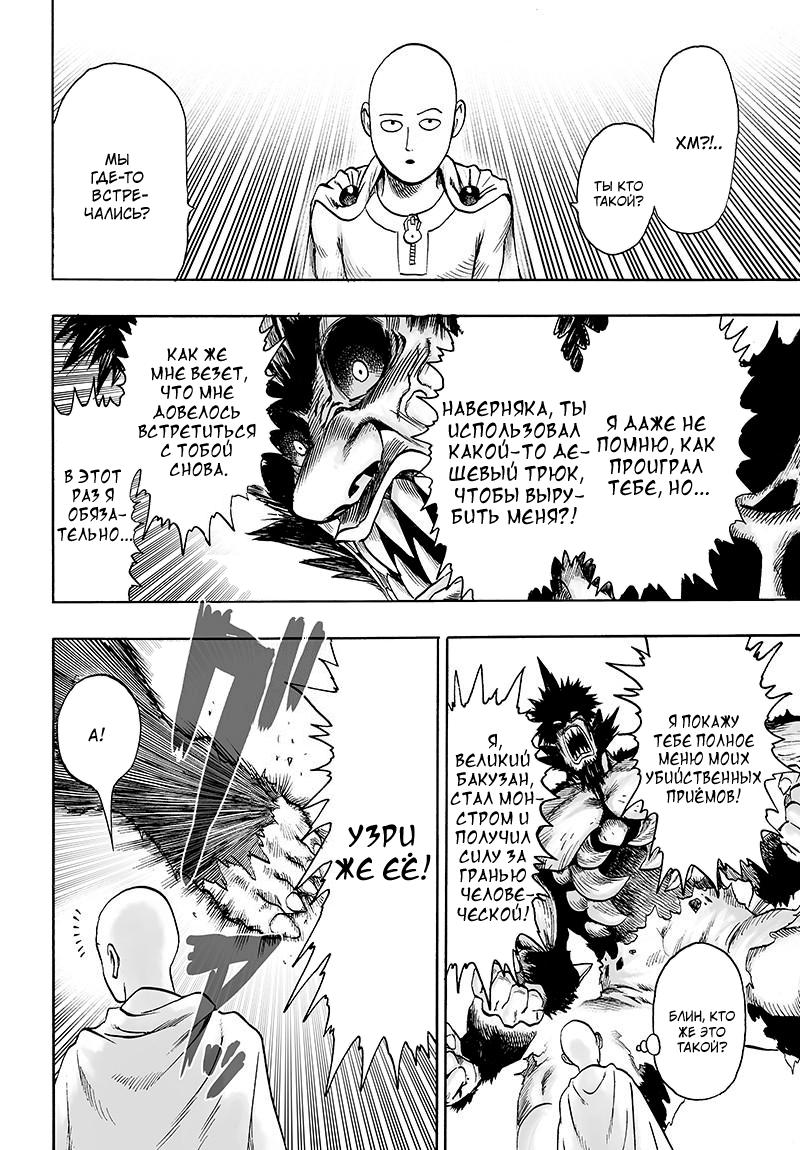 ХМ?!..
ТЫ КТО
ТАКОЙ?
МЫ
ГДЕ-ТО
ВСТРЕ-
ЧАЛИСЬ?
Я ДАЖЕ НЕ
ПОМНЮ, КАК
ПРОИГРАЛ
ТЕБЕ, НО...
НАВЕРНЯКА, ТЫ
ИСПОЛЬЗОВАЛ
КАКОЙ-ТО ДЕ-
ШЕВЫЙ ТРЮК,
ЧТОБЫ ВЫРУ-
БИТЬ МЕНЯ?!
КАК ЖЕ
МНЕ ВЕЗЕТ,
ЧТО МНЕ
ДОВЕЛОСЬ
ВСТРЕТИТЬСЯ
С ТОБОЙ
СНОВА.
В ЭТОТ
РАЗ Я
ОБЯЗА-
ТЕЛЬНО...
Я ПОКАЖУ
ТЕБЕ ПОЛНОЕ
МЕНЮ МОИХ
УБИЙСТВЕННЫХ
ПРИЁМОВ!
Я,
ВЕЛИКИЙ
БАКУЗАН,
СТАЛ МОН-
СТРОМ И
ПОЛУЧИЛ
СИЛУ ЗА
ГРАНЬЮ
ЧЕЛОВЕ-
ЧЕСКОЙ!
БЛИН, КТО
ЖЕ ЭТО
ТАКОЙ?
УЗРИ
ЖЕ ЕЁ!
А!